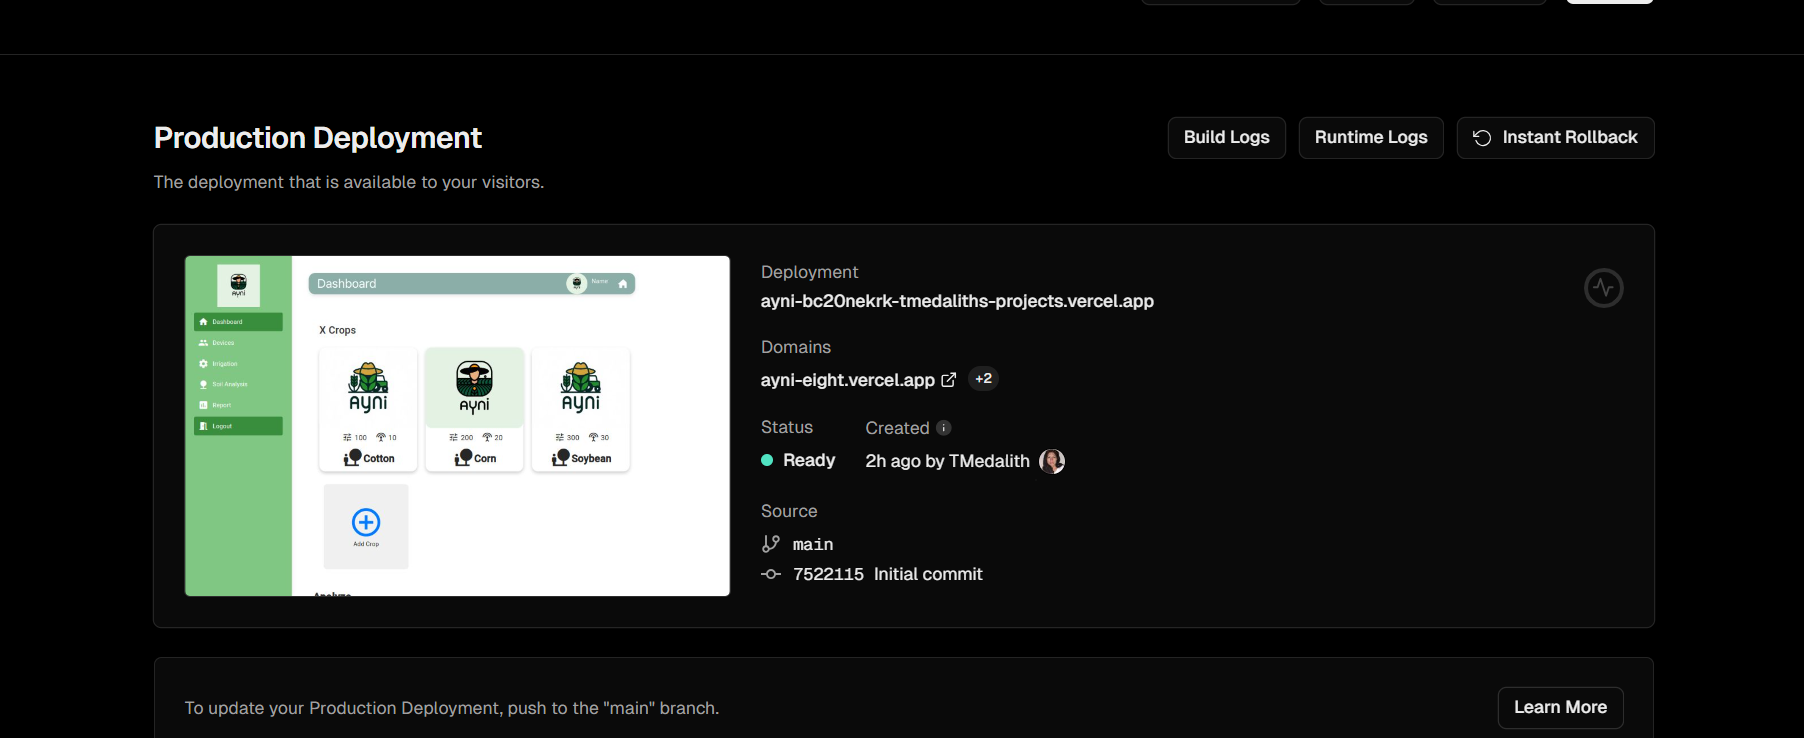 Production Deployment
Build Logs
Runtime Logs
Instant Rollback
The deployment that is available to your visitors.
Ayni
Dashboard
Devices
Irrigation
Soil Analysis
Report
Logout
Dashboard
Name
X Crops
Ayni
100 10
Cotton
Ayni
200 20
Corn
Ayni
300 30
Soybean
Add Crop
Analyze
Deployment
ayni-bc20nekrk-tmedaliths-projects.vercel.app
Domains
ayni-eight.vercel.app +2
Status
Ready
Created
2h ago by TMedalith
Source
main
7522115 Initial commit
To update your Production Deployment, push to the "main" branch.
Learn More